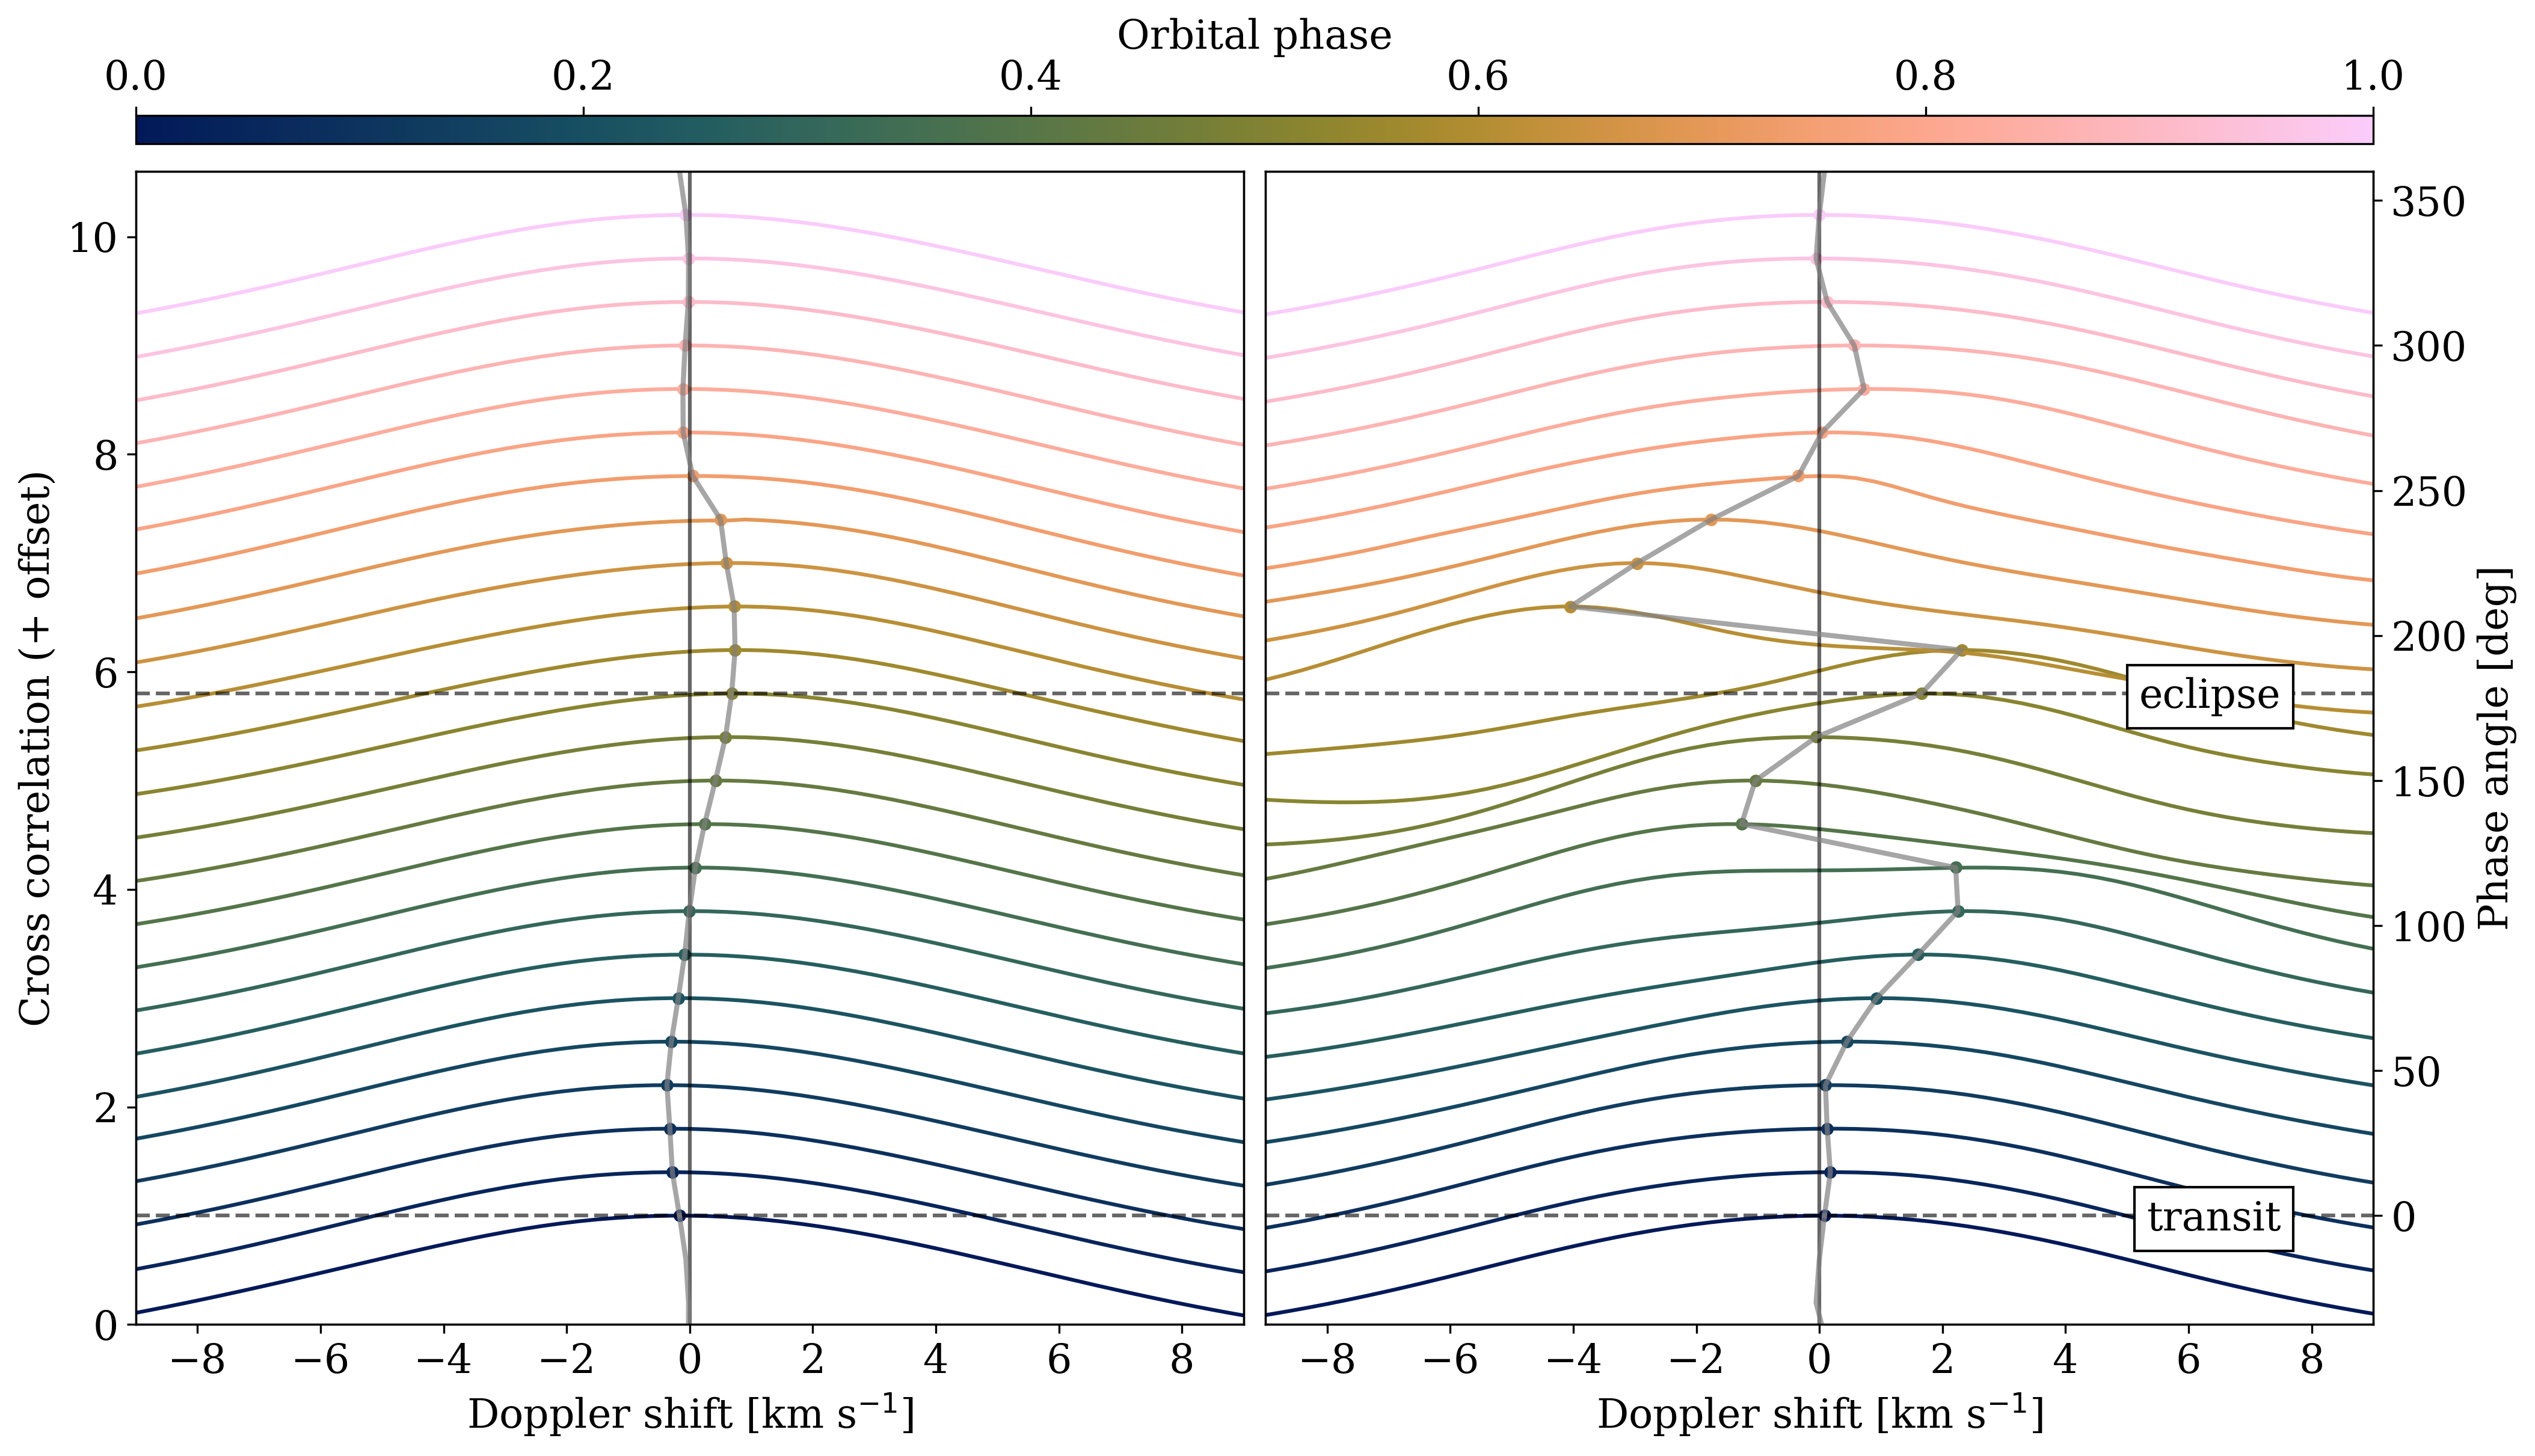 Orbital phase
0.0 0.2 0.4 0.6 0.8 1.0
Cross correlation (+ offset)
10
8
6
4
2
0
−8 −6 −4 −2 0 2 4 6 8
Doppler shift [km s⁻¹]
eclipse
transit
−8 −6 −4 −2 0 2 4 6 8
Doppler shift [km s⁻¹]
350
300
250
200
150
100
50
0
Phase angle [deg]